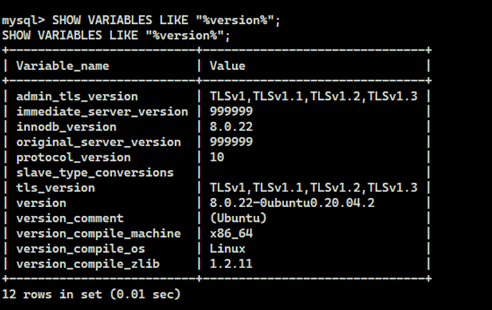 mysql> SHOW VARIABLES LIKE "%version%";
SHOW VARIABLES LIKE "%version%";
+--------------------------+-------------------------------+
| Variable_name            | Value                         |
+--------------------------+-------------------------------+
| admin_tls_version        | TLSv1,TLSv1.1,TLSv1.2,TLSv1.3 |
| immediate_server_version | 999999                        |
| innodb_version           | 8.0.22                        |
| original_server_version  | 999999                        |
| protocol_version         | 10                            |
| slave_type_conversions   |                               |
| tls_version              | TLSv1,TLSv1.1,TLSv1.2,TLSv1.3 |
| version                  | 8.0.22-0ubuntu0.20.04.2       |
| version_comment          | (Ubuntu)                      |
| version_compile_machine  | x86_64                        |
| version_compile_os       | Linux                         |
| version_compile_zlib     | 1.2.11                        |
+--------------------------+-------------------------------+
12 rows in set (0.01 sec)